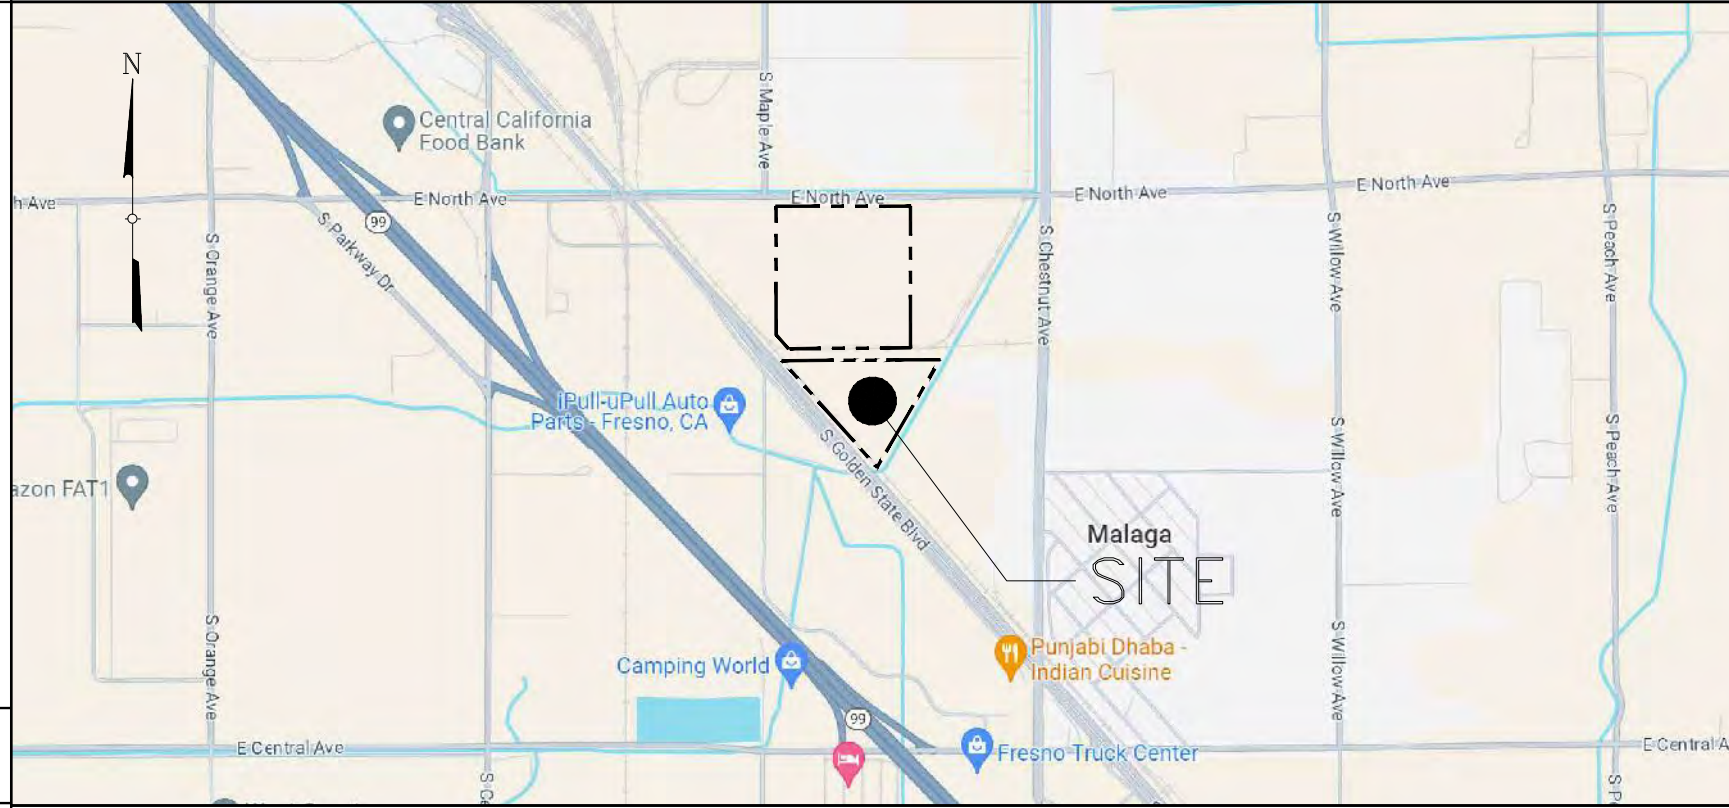 N
Central California
Food Bank
S Maple Ave
h Ave
E North Ave
E North Ave
E North Ave
E North Ave
99
S Parkway Dr
S Orange Ave
S Chestnut Ave
S Willow Ave
S Peach Ave
iPull-uPull Auto
Parts - Fresno, CA
S Golden State Blvd
S Willow Ave
S Peach Ave
azon FAT1
Malaga
SITE
S Orange Ave
Camping World
Punjabi Dhaba -
Indian Cuisine
S Willow Ave
99
E Central Ave
Fresno Truck Center
E Central A
S Ce
S Pe